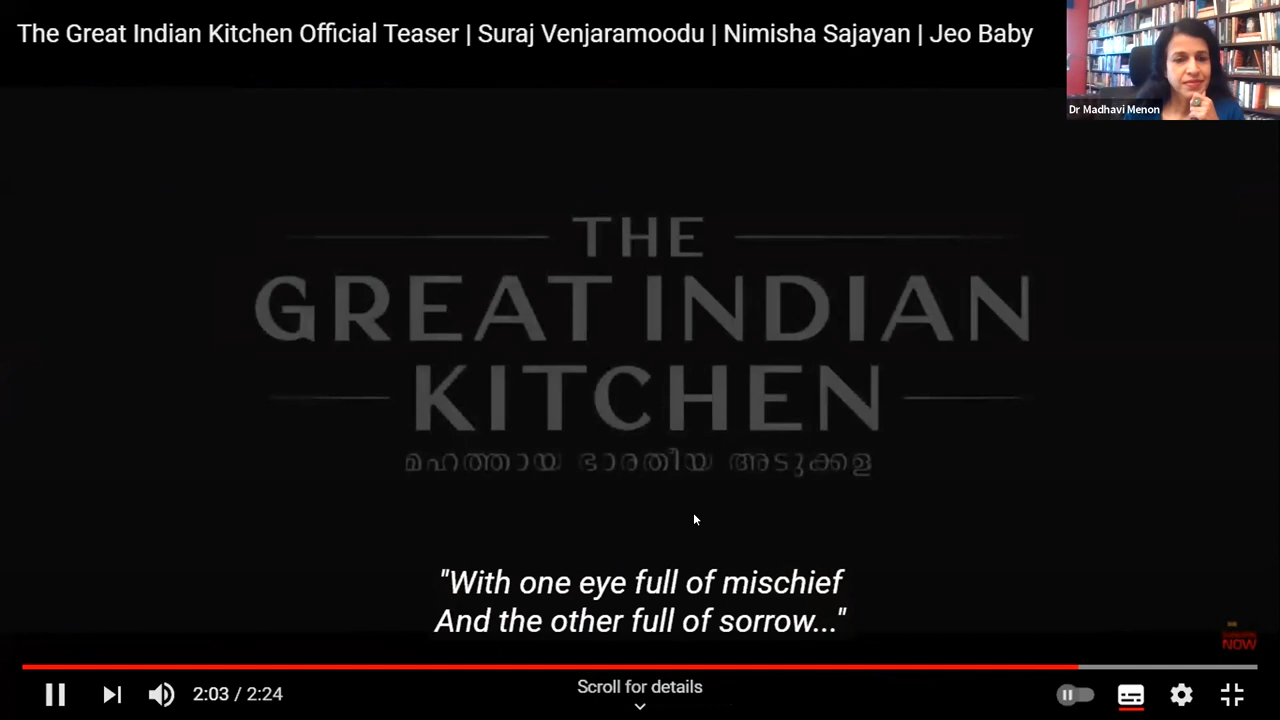 The Great Indian Kitchen Official Teaser | Suraj Venjaramoodu | Nimisha Sajayan | Jeo Baby
Dr Madhavi Menon
THE
GREAT INDIAN
KITCHEN
മഹത്തായ ഭാരതീയ അടുക്കള
"With one eye full of mischief
And the other full of sorrow..."
NOW
2:03 / 2:24
Scroll for details